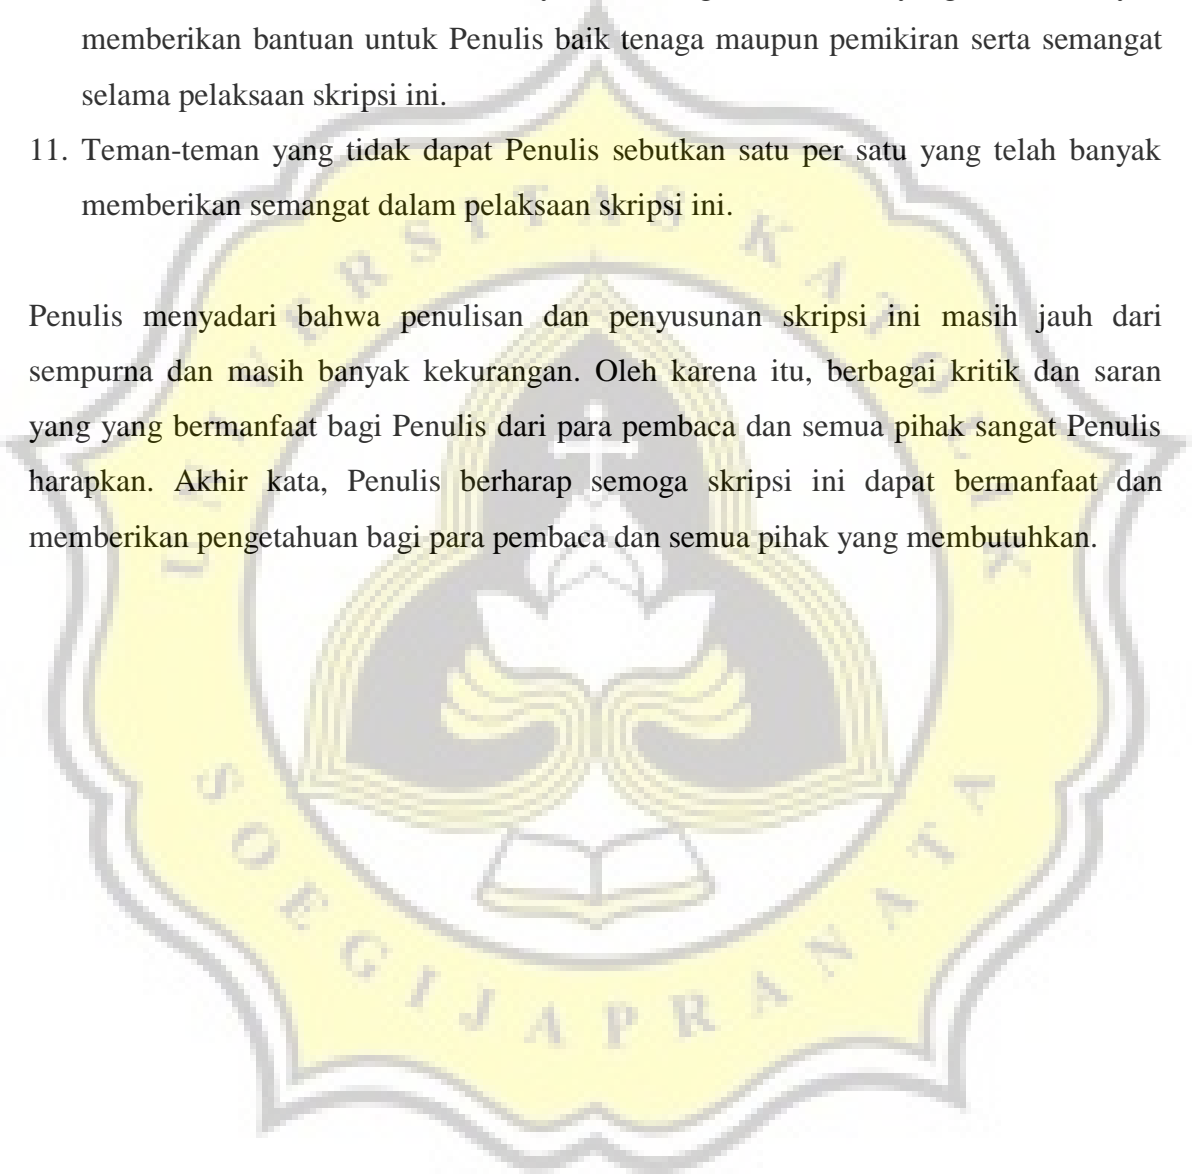 memberikan bantuan untuk Penulis baik tenaga maupun pemikiran serta semangat
selama pelaksaan skripsi ini.
11. Teman-teman yang tidak dapat Penulis sebutkan satu per satu yang telah banyak
memberikan semangat dalam pelaksaan skripsi ini.
Penulis menyadari bahwa penulisan dan penyusunan skripsi ini masih jauh dari
sempurna dan masih banyak kekurangan. Oleh karena itu, berbagai kritik dan saran
yang yang bermanfaat bagi Penulis dari para pembaca dan semua pihak sangat Penulis
harapkan. Akhir kata, Penulis berharap semoga skripsi ini dapat bermanfaat dan
memberikan pengetahuan bagi para pembaca dan semua pihak yang membutuhkan.
UNIVERSITAS KATOLIK
SOEGIJAPRANATA